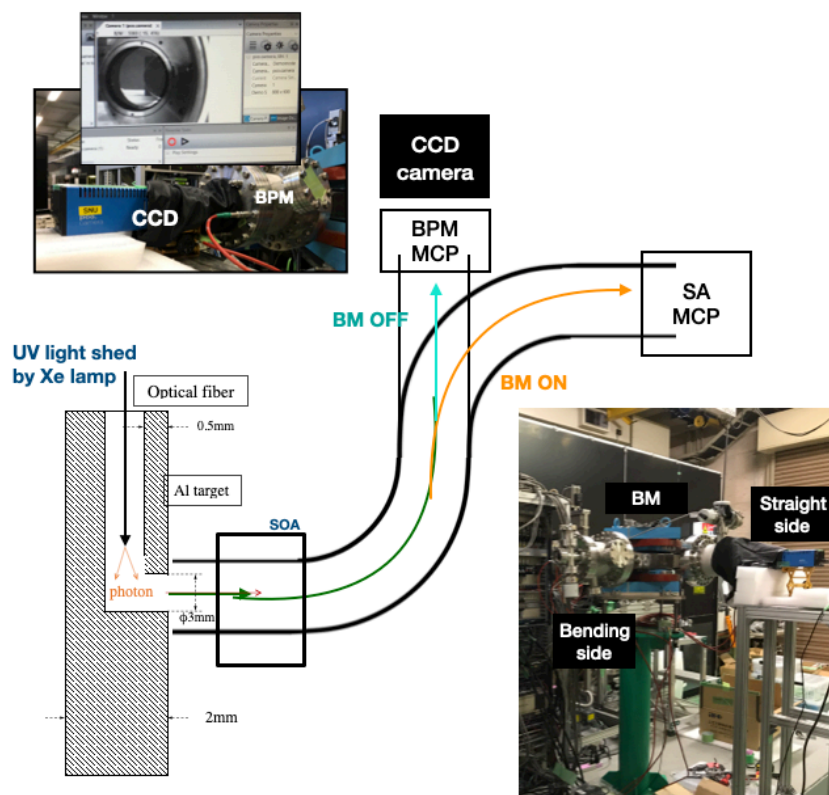 CCD
BPM
SNU
CCD
camera
BPM
MCP
SA
MCP
BM OFF
BM ON
UV light shed
by Xe lamp
Optical fiber
0.5mm
Al target
SOA
photon
ϕ3mm
2mm
BM
Straight
side
Bending
side